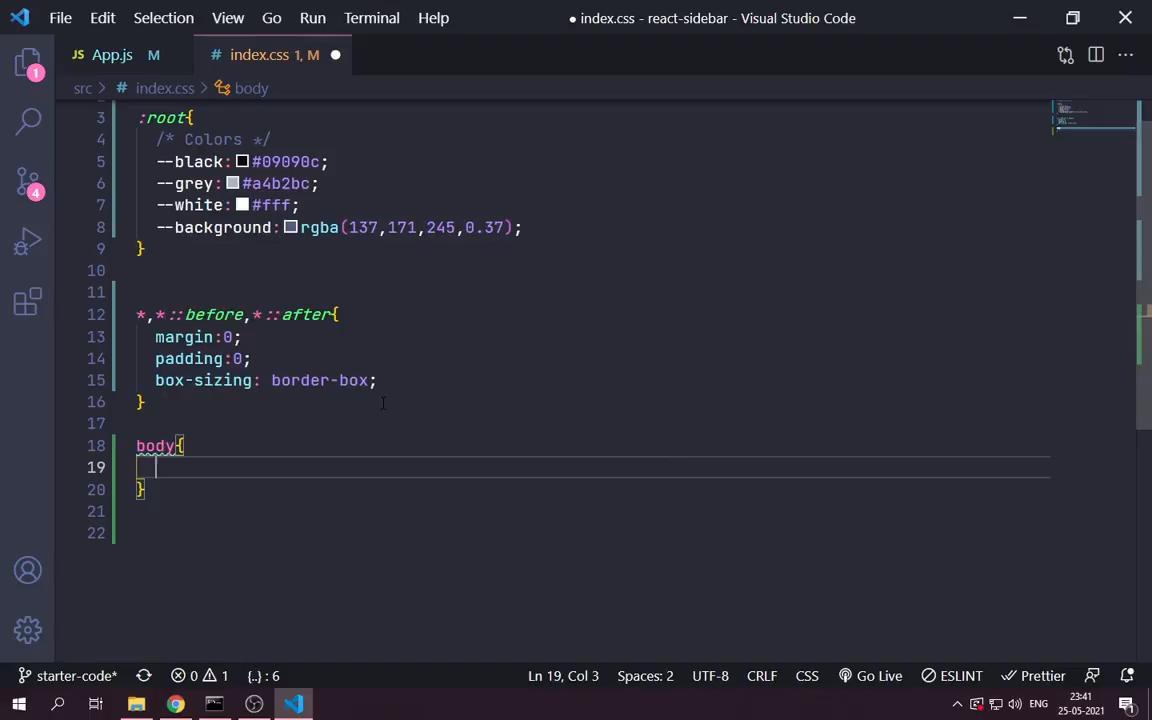 File Edit Selection View Go Run Terminal Help ● index.css - react-sidebar - Visual Studio Code
JS App.js M # index.css 1, M
src > # index.css > body
3 :root{
4 /* Colors */
5 --black: #09090c;
6 --grey: #a4b2bc;
7 --white: #fff;
8 --background: rgba(137,171,245,0.37);
9 }
10
11
12 *,*::before,*::after{
13 margin:0;
14 padding:0;
15 box-sizing: border-box;
16 }
17
18 body{
19
20 }
21
22
1
4
starter-code* 0 1 {..} : 6 Ln 19, Col 3 Spaces: 2 UTF-8 CRLF CSS Go Live ESLINT Prettier
ENG 23:41
25-05-2021 1